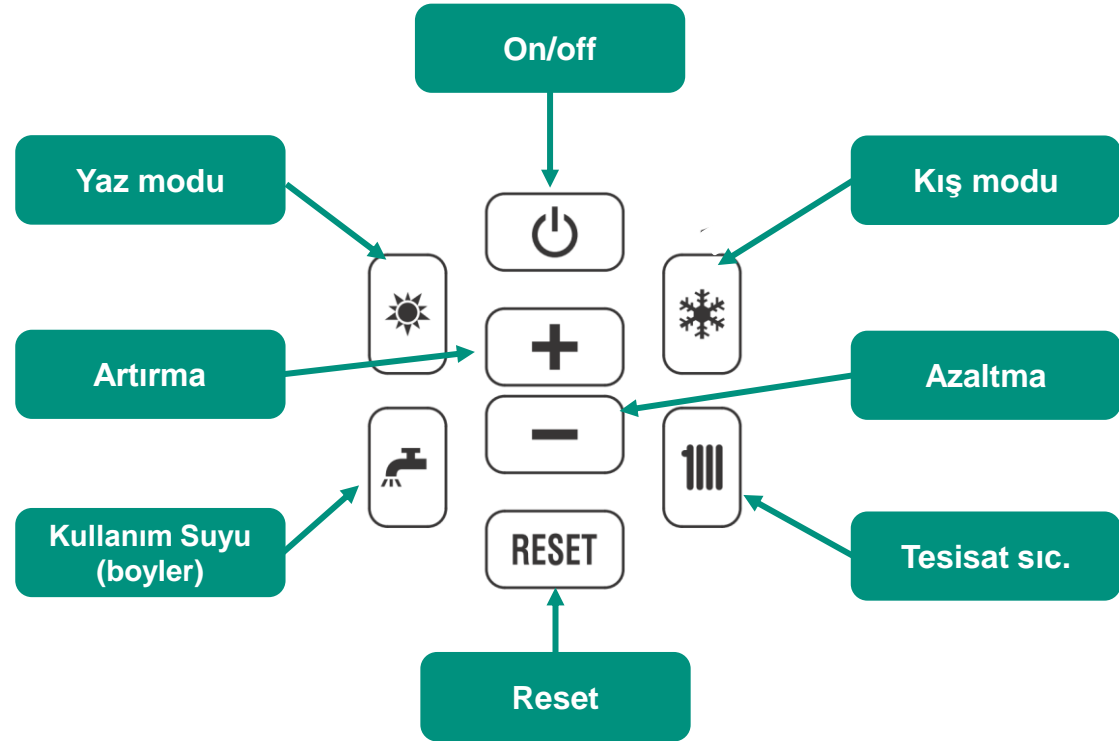 On/off
Yaz modu
Kış modu
Artırma
Azaltma
Kullanım Suyu
(boyler)
RESET
Tesisat sıc.
Reset